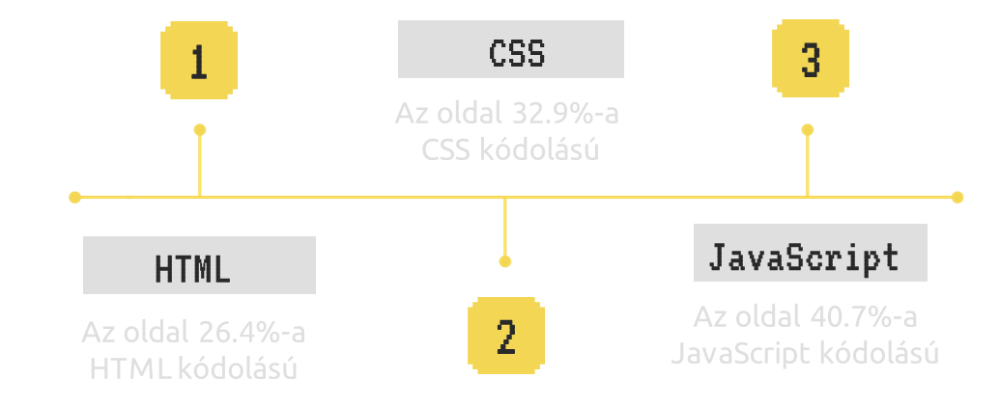 1
HTML
Az oldal 26.4%-a
HTML kódolású
CSS
Az oldal 32.9%-a
CSS kódolású
2
3
JavaScript
Az oldal 40.7%-a
JavaScript kódolású